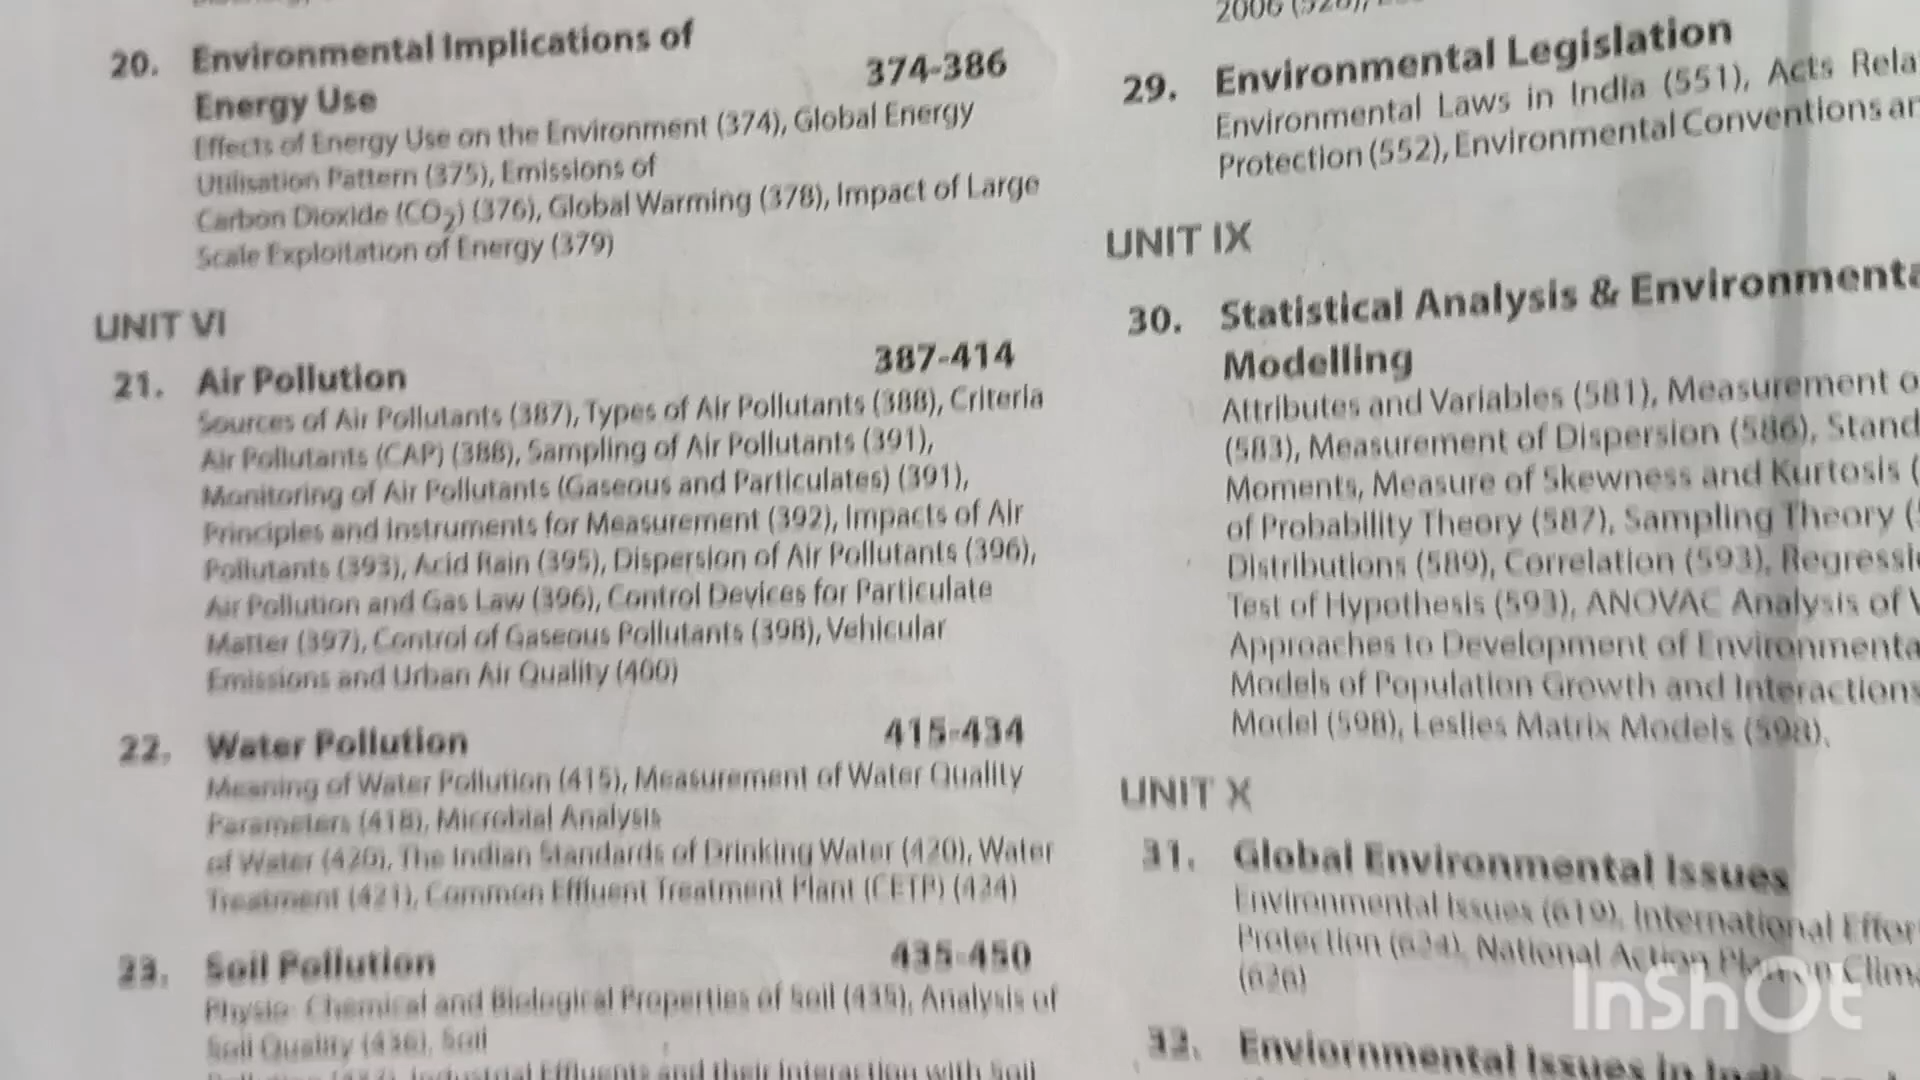 20. Environmental Implications of
Energy Use 374-386
Effects of Energy Use on the Environment (374), Global Energy
Utilisation Pattern (375), Emissions of
Carbon Dioxide (CO₂) (376), Global Warming (378), Impact of Large
Scale Exploitation of Energy (379)
UNIT VI
21. Air Pollution 387-414
Sources of Air Pollutants (387), Types of Air Pollutants (388), Criteria
Air Pollutants (CAP) (388), Sampling of Air Pollutants (391),
Monitoring of Air Pollutants (Gaseous and Particulates) (391),
Principles and Instruments for Measurement (392), Impacts of Air
Pollutants (393), Acid Rain (395), Dispersion of Air Pollutants (396),
Air Pollution and Gas Law (396), Control Devices for Particulate
Matter (397), Control of Gaseous Pollutants (398), Vehicular
Emissions and Urban Air Quality (400)
22. Water Pollution 415-434
Meaning of Water Pollution (415), Measurement of Water Quality
Parameters (418), Microbial Analysis
of Water (420), The Indian Standards of Drinking Water (420), Water
Treatment (421), Common Effluent Treatment Plant (CETP) (424)
23. Soil Pollution 435-450
Physio- Chemical and Biological Properties of Soil (435), Analysis of
Soil Quality (436), Soil
Industrial Effluents and their Interaction with Soil
2006
29. Environmental Legislation
Environmental Laws in India (551), Acts
Protection (552), Environmental Conventions
UNIT IX
30. Statistical Analysis &
Modelling
Attributes and Variables (581), Measurement
(583), Measurement of Dispersion (586),
Moments, Measure of Skewness and Kurtosis
of Probability Theory (587), Sampling Theory
Distributions (589), Correlation (593),
Test of Hypothesis (593), ANOVAC Analysis of
Approaches to Development of
Models of Population Growth and Interactions
Model (598), Leslies Matrix Models (598).
UNIT X
31. Global Environmental Issues
Environmental Issues (619), International
Protection (624), National Action Plan on
(626)
32. Enviornmental Issues in
InShOt